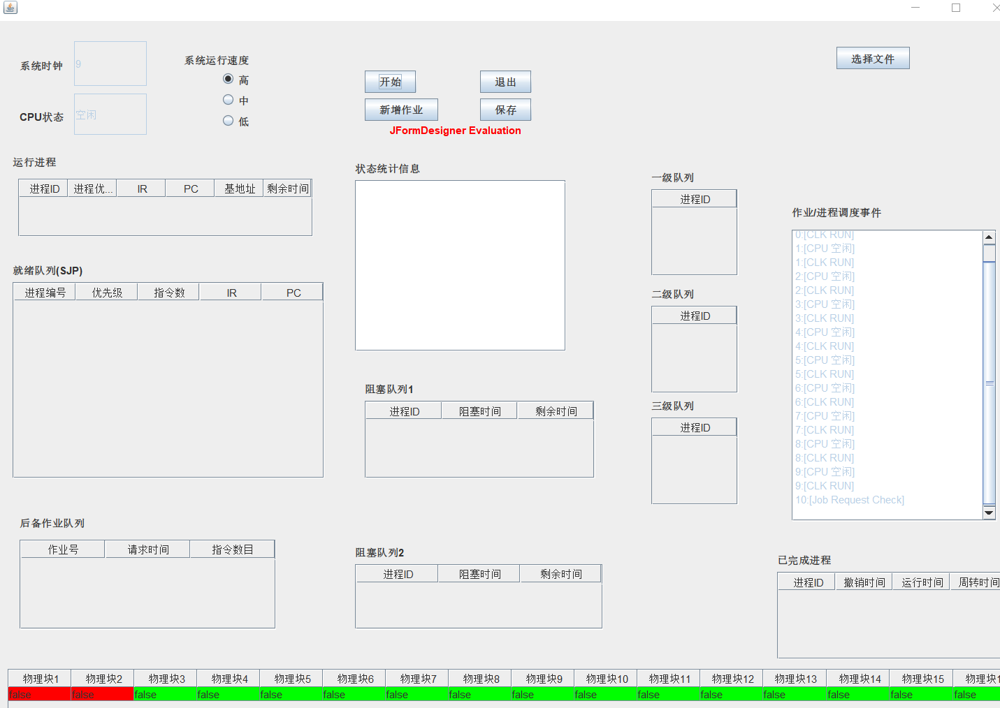 系统时钟
9
CPU状态
空闲
系统运行速度
高
中
低
开始
退出
新增作业
保存
JFormDesigner Evaluation
选择文件
运行进程
进程ID 进程优... IR PC 基地址 剩余时间
就绪队列(SJP)
进程编号 优先级 指令数 IR PC
后备作业队列
作业号 请求时间 指令数目
状态统计信息
阻塞队列1
进程ID 阻塞时间 剩余时间
阻塞队列2
进程ID 阻塞时间 剩余时间
一级队列
进程ID
二级队列
进程ID
三级队列
进程ID
作业/进程调度事件
0:[CLK RUN]
1:[CPU 空闲]
1:[CLK RUN]
2:[CPU 空闲]
2:[CLK RUN]
3:[CPU 空闲]
3:[CLK RUN]
4:[CPU 空闲]
4:[CLK RUN]
5:[CPU 空闲]
5:[CLK RUN]
6:[CPU 空闲]
6:[CLK RUN]
7:[CPU 空闲]
7:[CLK RUN]
8:[CPU 空闲]
8:[CLK RUN]
9:[CPU 空闲]
9:[CLK RUN]
10:[Job Request Check]
已完成进程
进程ID 撤销时间 运行时间 周转时间
物理块1 物理块2 物理块3 物理块4 物理块5 物理块6 物理块7 物理块8 物理块9 物理块10 物理块11 物理块12 物理块13 物理块14 物理块15 物理块1
false false false false false false false false false false false false false false false false